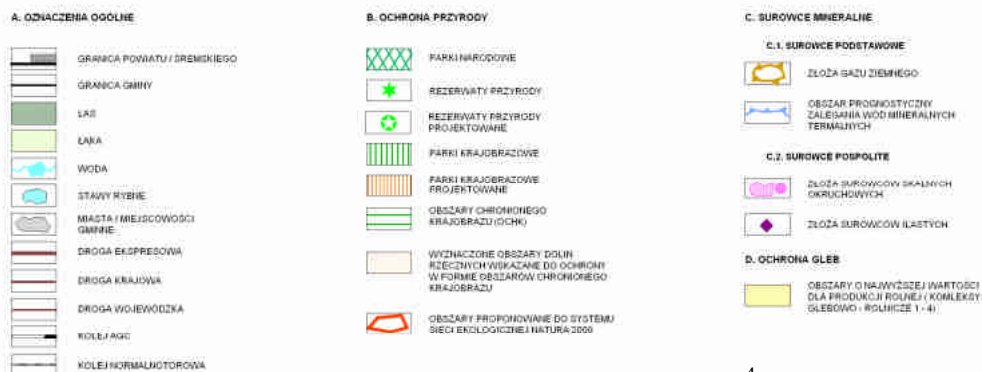 A. OZNACZENIA OGÓLNE
GRANICA POWIATU ŚREMSKIEGO
GRANICA GMINY
LAS
ŁĄKA
WODA
STAWY RYBNE
MIASTA / MIEJSCOWOŚCI
GMINNE
DROGA EKSPRESOWA
DROGA KRAJOWA
DROGA WOJEWÓDZKA
KOLEJ AGC
KOLEJ NORMALNOTOROWA
B. OCHRONA PRZYRODY
PARKI NARODOWE
REZERWATY PRZYRODY
REZERWATY PRZYRODY
PROJEKTOWANE
PARKI KRAJOBRAZOWE
PARKI KRAJOBRAZOWE
PROJEKTOWANE
OBSZARY CHRONIONEGO
KRAJOBRAZU (OCHK)
WYZNACZONE OBSZARY DOLIN
RZECZNYCH WSKAZANE DO OCHRONY
W FORMIE OBSZARÓW CHRONIONEGO
KRAJOBRAZU
OBSZARY PROPONOWANE DO SYSTEMU
SIECI EKOLOGICZNEJ NATURA 2000
C. SUROWCE MINERALNE
C.1. SUROWCE PODSTAWOWE
ZŁOŻA GAZU ZIEMNEGO
OBSZAR PROGNOSTYCZNY
ZALEGANIA WÓD MINERALNYCH
TERMALNYCH
C.2. SUROWCE POSPOLITE
ZŁOŻA SUROWCÓW SKALNYCH
OKRUCHOWYCH
ZŁOŻA SUROWCÓW ILASTYCH
D. OCHRONA GLEB
OBSZARY O NAJWYŻSZEJ WARTOŚCI
DLA PRODUKCJI ROLNEJ ( KOMLEKSY
GLEBOWO - ROLNICZE 1 - 4)